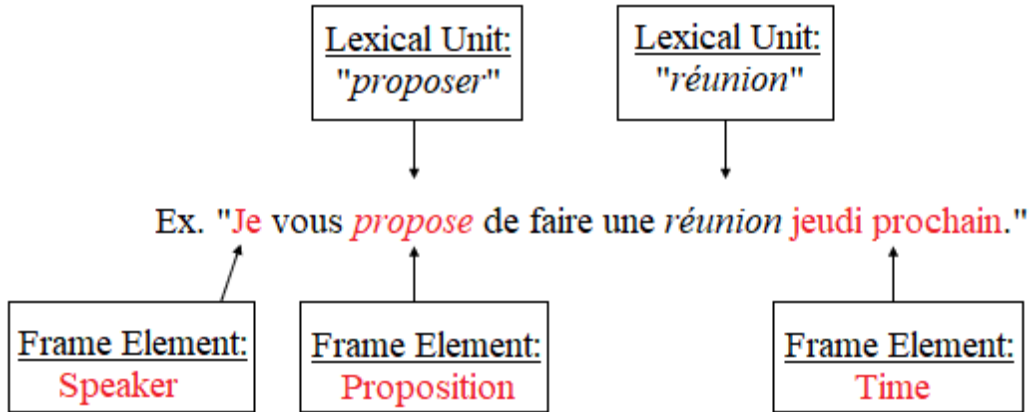 Lexical Unit:
"proposer"
Lexical Unit:
"réunion"
Ex. "Je vous propose de faire une réunion jeudi prochain."
Frame Element:
Speaker
Frame Element:
Proposition
Frame Element:
Time